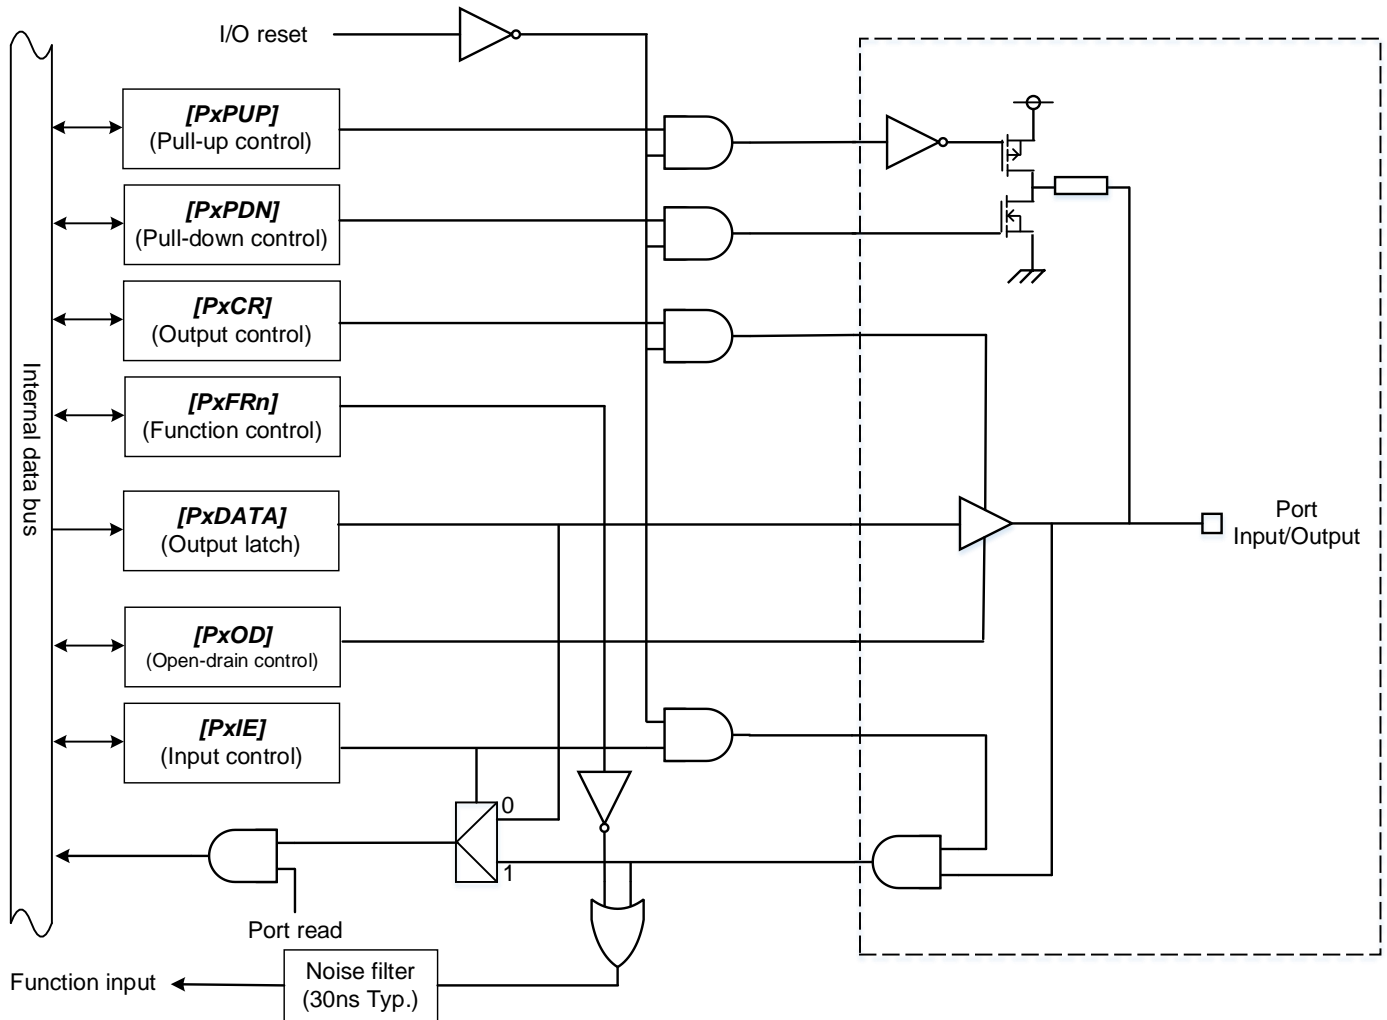 I/O reset
[PxPUP]
(Pull-up control)
[PxPDN]
(Pull-down control)
[PxCR]
(Output control)
[PxFRn]
(Function control)
Internal data bus
[PxDATA]
(Output latch)
Port
Input/Output
[PxOD]
(Open-drain control)
[PxIE]
(Input control)
0
1
Port read
Noise filter
(30ns Typ.)
Function input